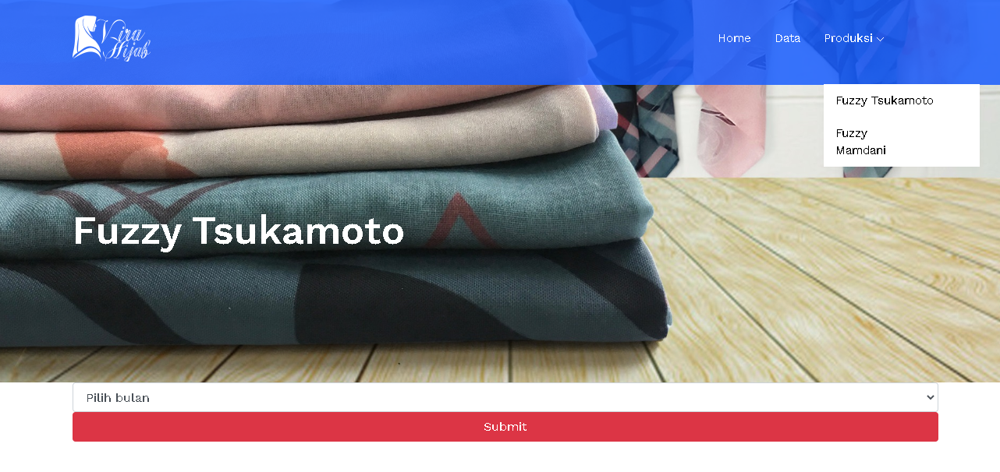 Vira
Hijab
Home
Data
Produksi
Fuzzy Tsukamoto
Fuzzy
Mamdani
Fuzzy Tsukamoto
Pilih bulan
Submit